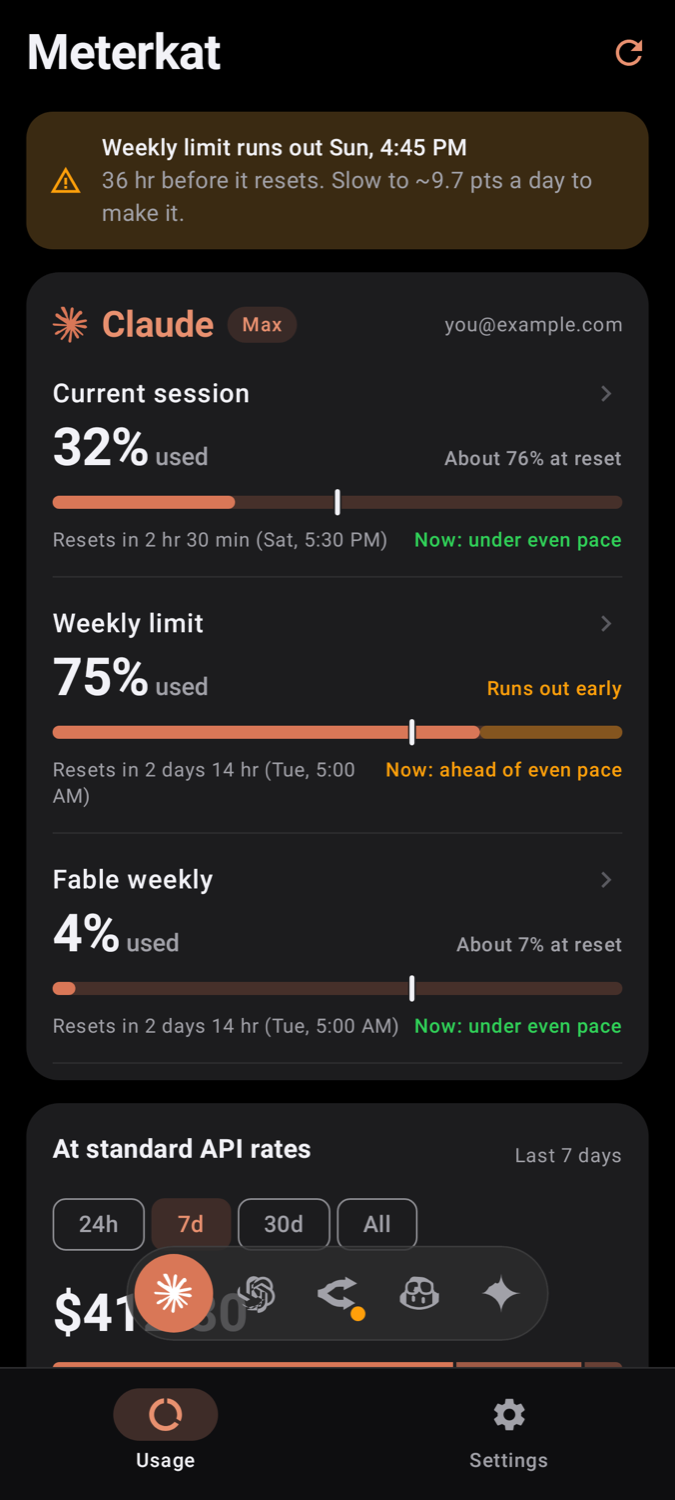 Meterkat
Weekly limit runs out Sun, 4:45 PM
36 hr before it resets. Slow to ~9.7 pts a day to
make it.
Claude Max you@example.com
Current session
32% used About 76% at reset
Resets in 2 hr 30 min (Sat, 5:30 PM) Now: under even pace
Weekly limit
75% used Runs out early
Resets in 2 days 14 hr (Tue, 5:00 Now: ahead of even pace
AM)
Fable weekly
4% used About 7% at reset
Resets in 2 days 14 hr (Tue, 5:00 AM) Now: under even pace
At standard API rates Last 7 days
24h 7d 30d All
Usage Settings